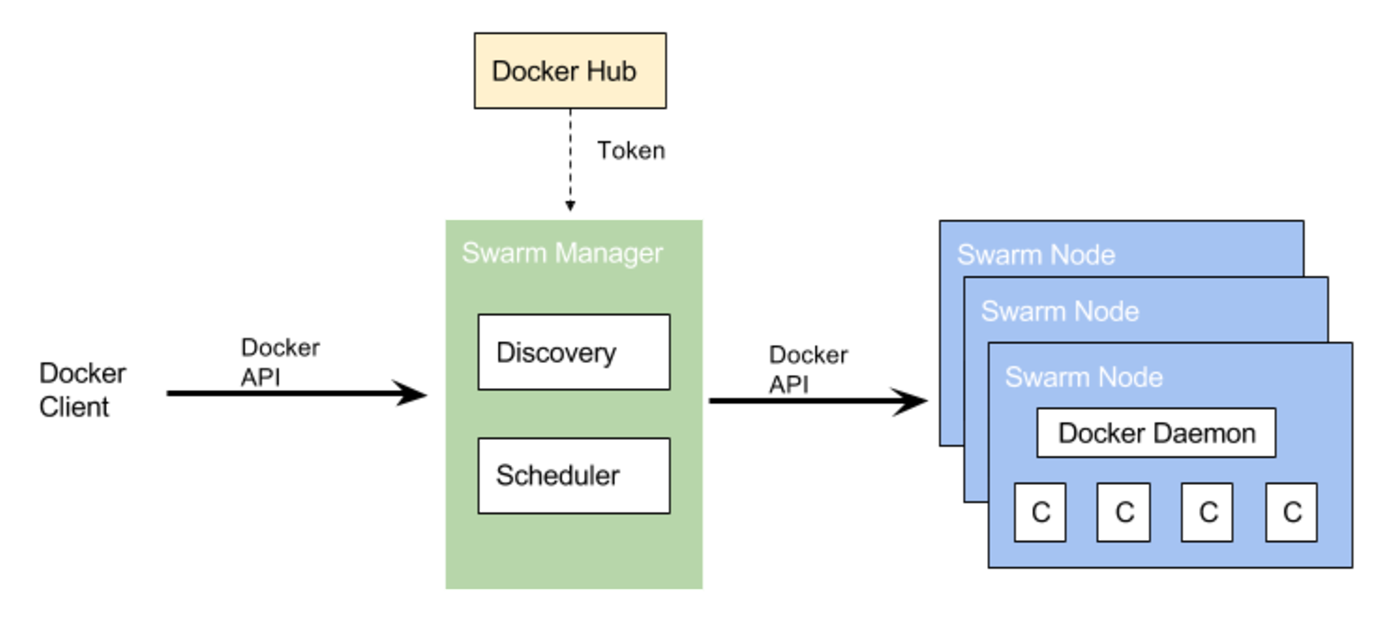 Docker Hub
Token
Swarm Manager
Discovery
Scheduler
Docker
Client
Docker
API
Docker
API
Swarm Node
Swarm Node
Swarm Node
Docker Daemon
C C C C